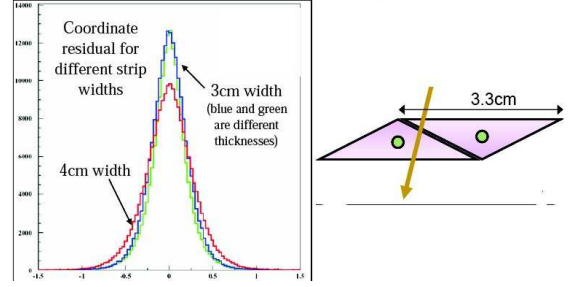 14000
12000
10000
8000
6000
4000
2000
0
-1.5
-1
-0.5
0
0.5
1
1.5
Coordinate
residual for
different strip
widths
3cm width
(blue and green
are different
thicknesses)
4cm width
3.3cm